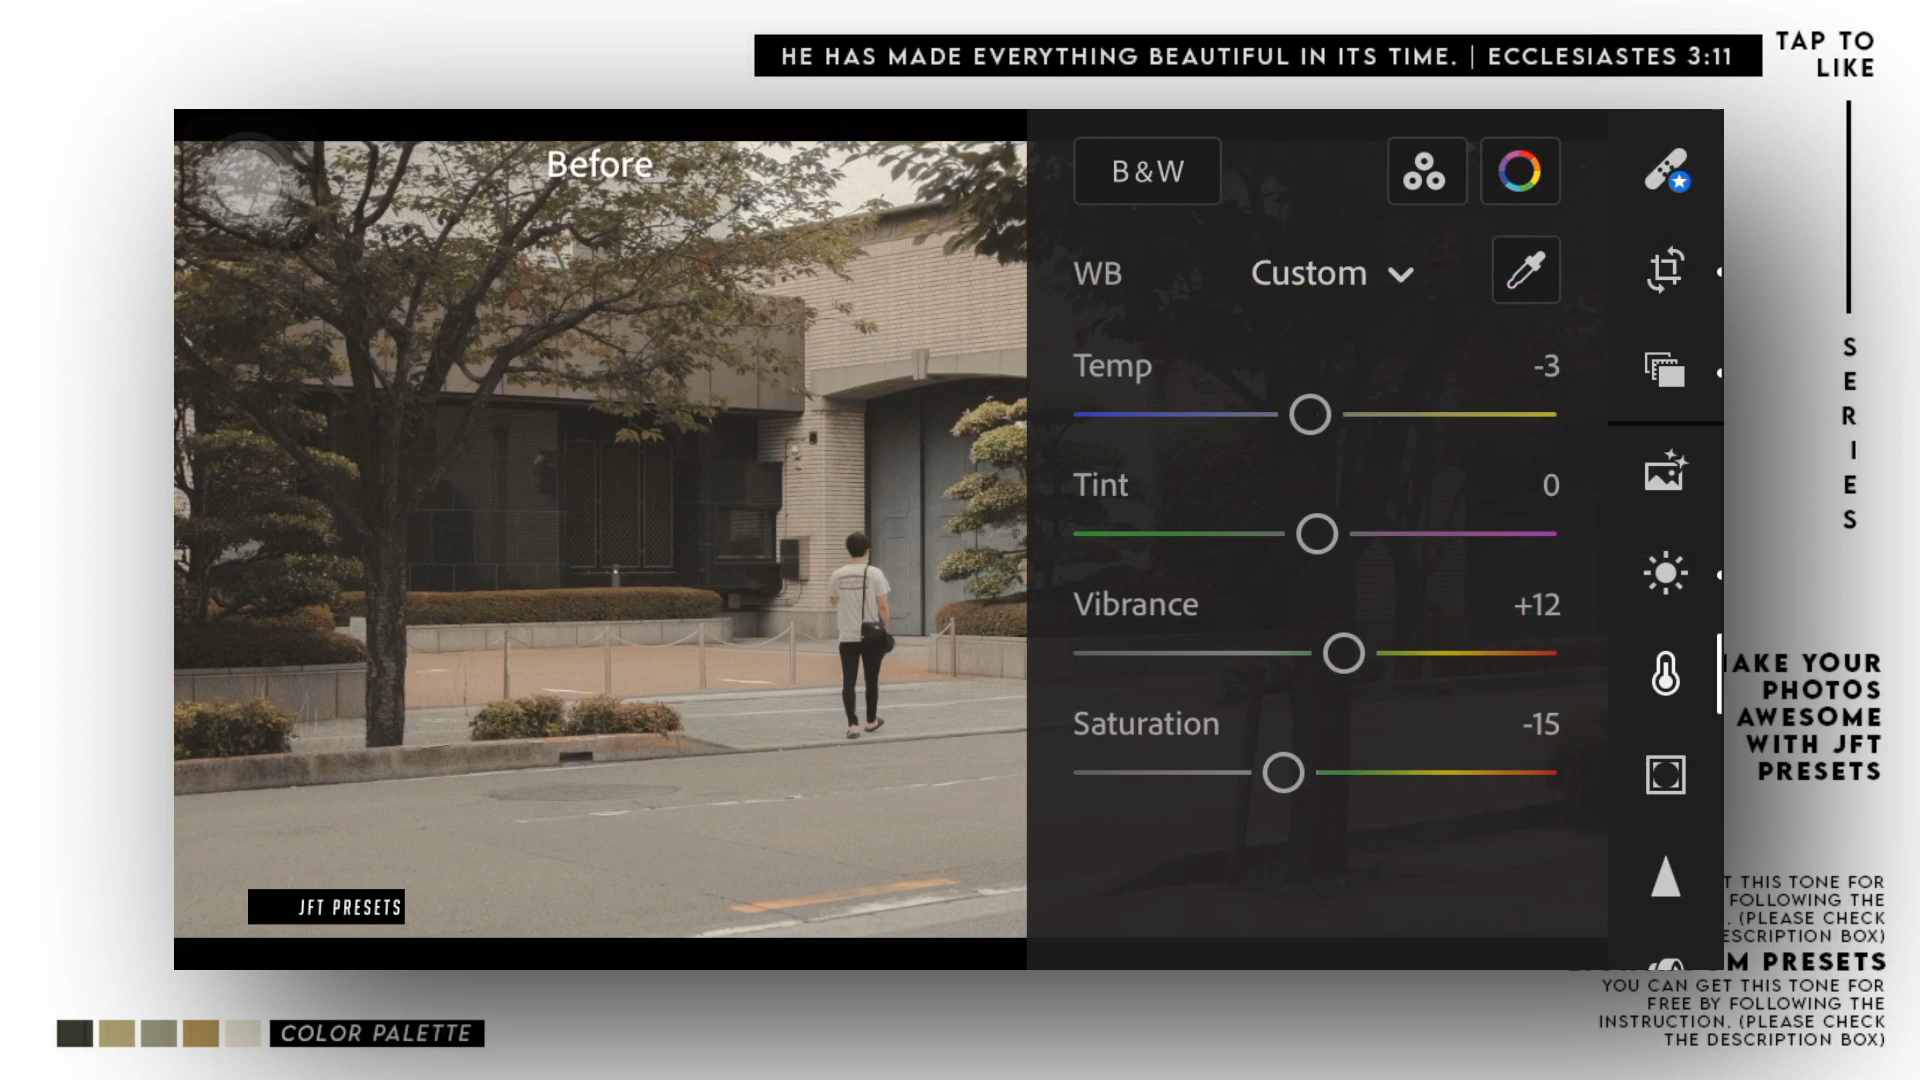 HE HAS MADE EVERYTHING BEAUTIFUL IN ITS TIME. | ECCLESIASTES 3:11
TAP TO
LIKE
SERIES
Before
B&W
WB
Custom
Temp
-3
Tint
0
Vibrance
+12
Saturation
-15
JFT PRESETS
AKE YOUR
PHOTOS
AWESOME
WITH JFT
PRESETS
T THIS TONE FOR
FOLLOWING THE
. (PLEASE CHECK
ESCRIPTION BOX)
M PRESETS
YOU CAN GET THIS TONE FOR
FREE BY FOLLOWING THE
INSTRUCTION. (PLEASE CHECK
THE DESCRIPTION BOX)
COLOR PALETTE